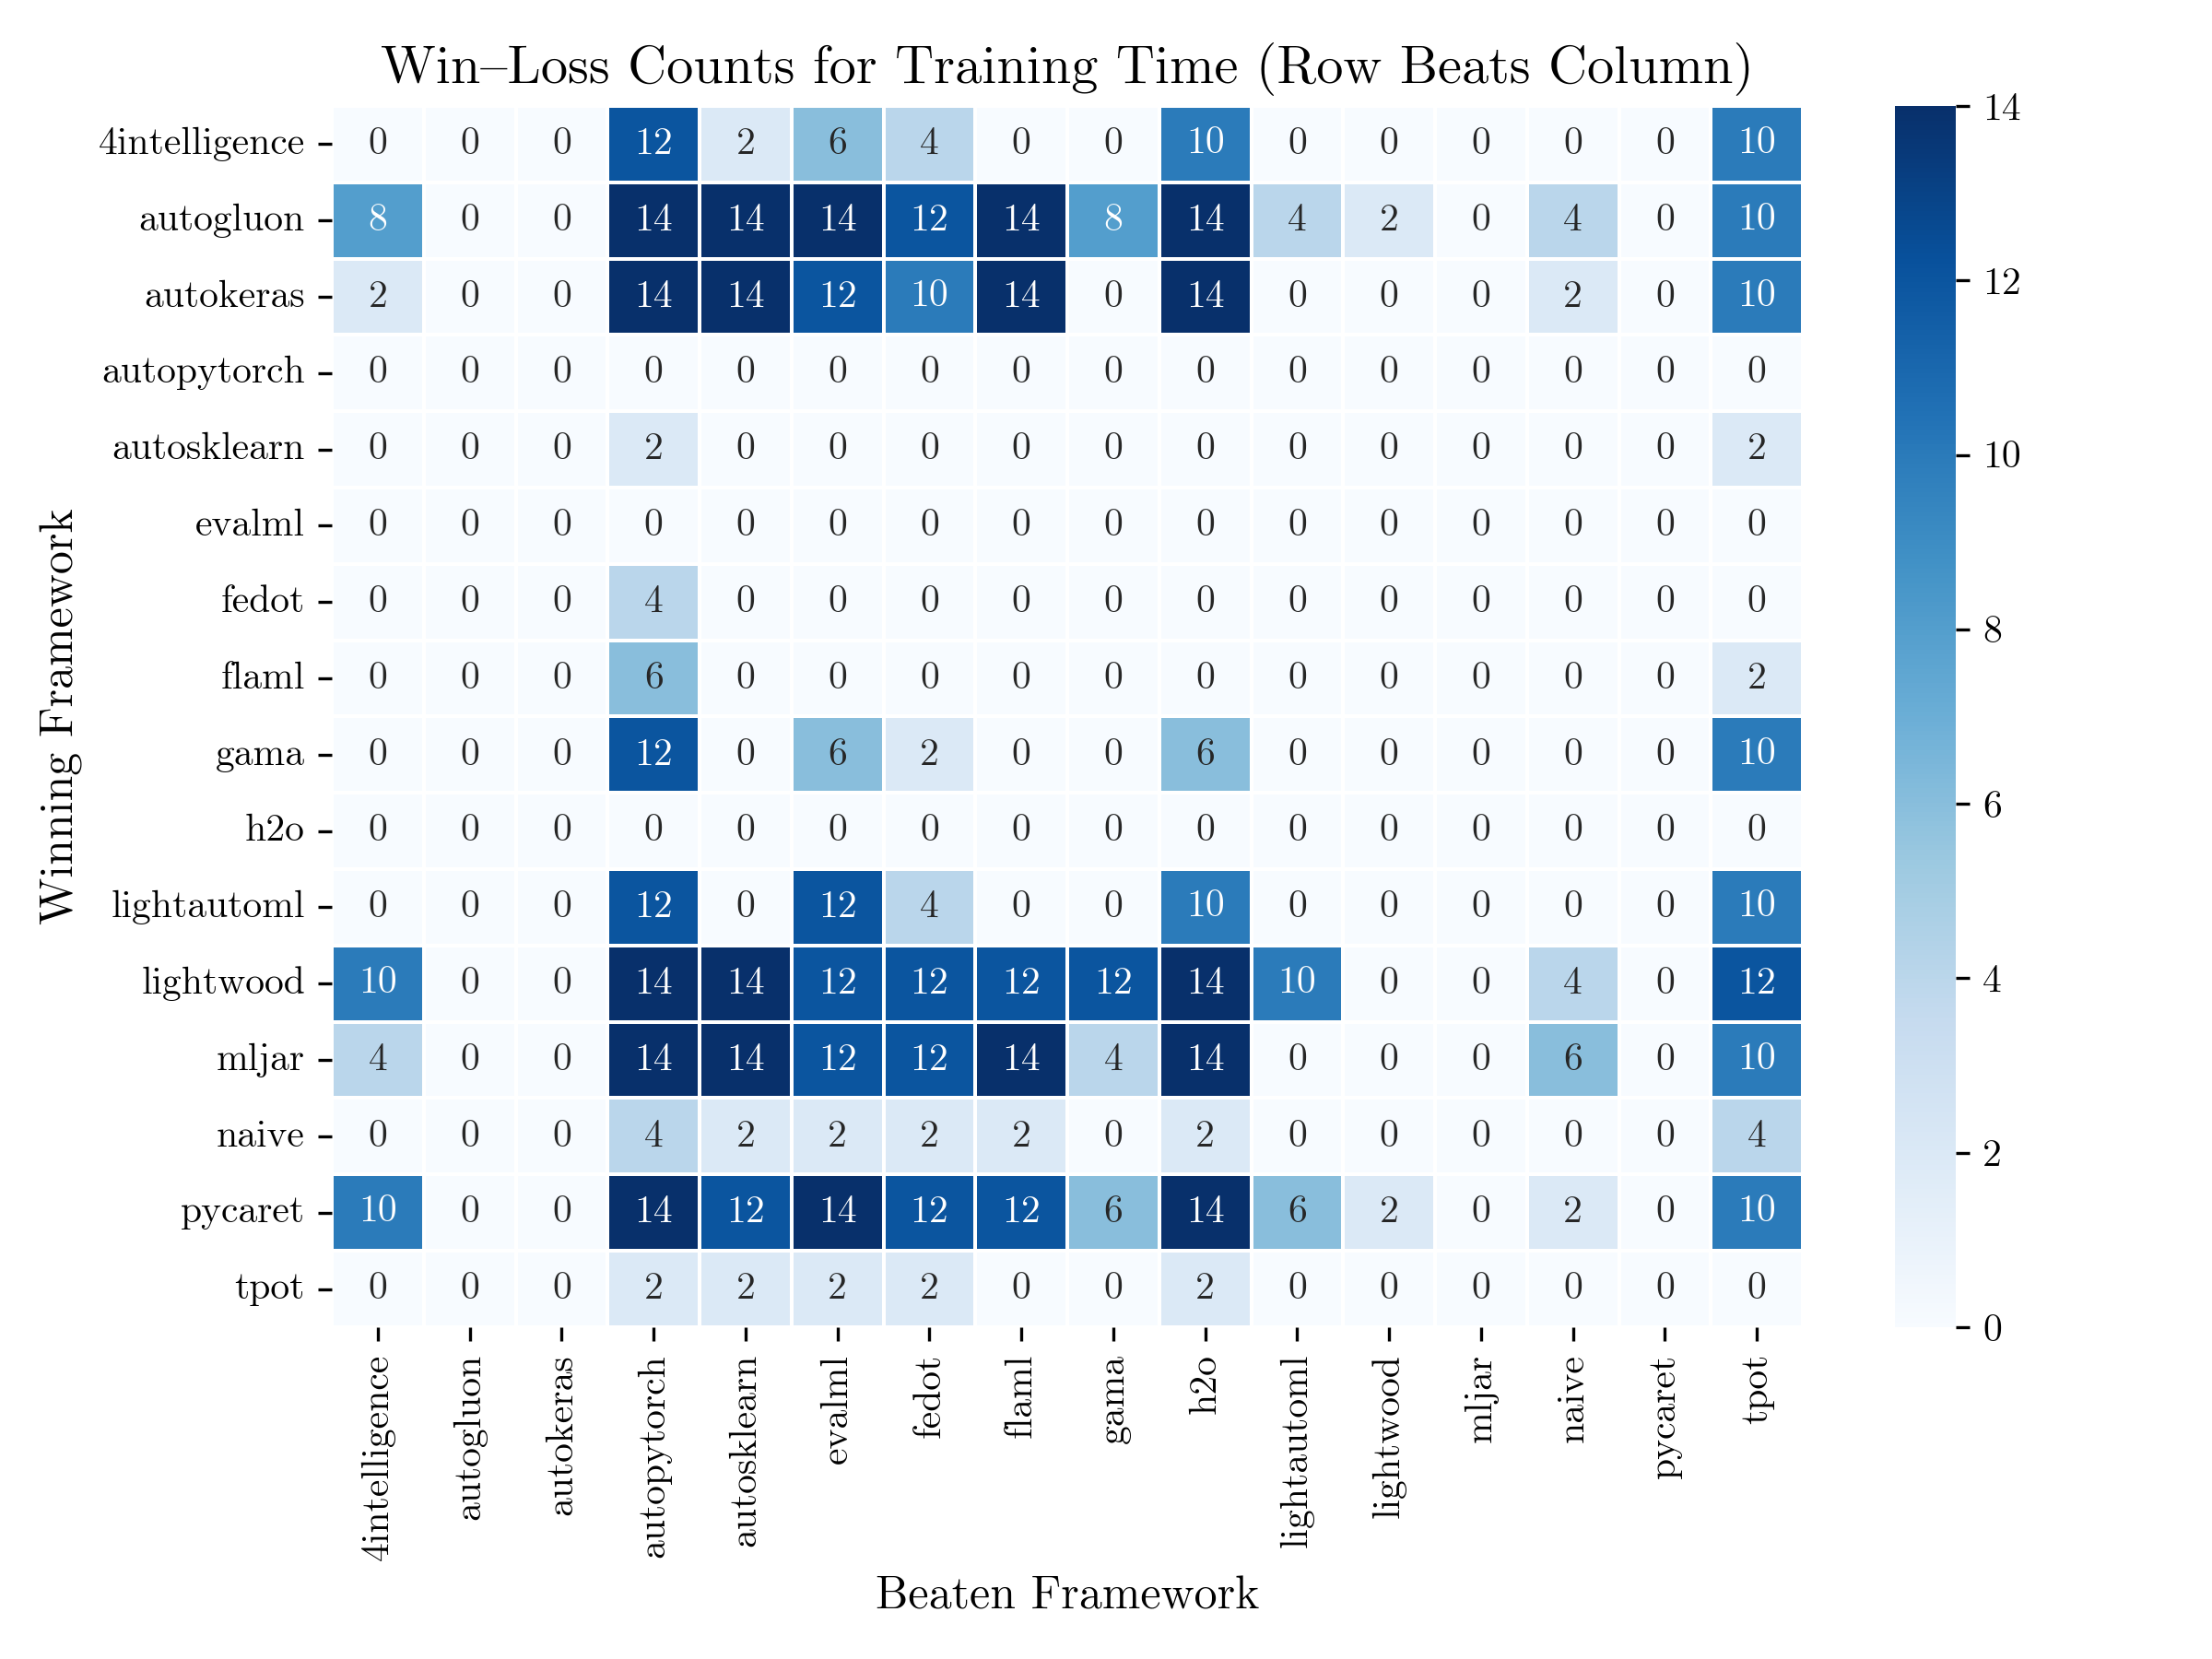 Win–Loss Counts for Training Time (Row Beats Column)
4intelligence 0 0 0 12 2 6 4 0 0 10 0 0 0 0 0 10
autogluon 8 0 0 14 14 14 12 14 8 14 4 2 0 4 0 10
autokeras 2 0 0 14 14 12 10 14 0 14 0 0 0 2 0 10
autopytorch 0 0 0 0 0 0 0 0 0 0 0 0 0 0 0 0
autosklearn 0 0 0 2 0 0 0 0 0 0 0 0 0 0 0 2
evalml 0 0 0 0 0 0 0 0 0 0 0 0 0 0 0 0
fedot 0 0 0 4 0 0 0 0 0 0 0 0 0 0 0 0
flaml 0 0 0 6 0 0 0 0 0 0 0 0 0 0 0 2
gama 0 0 0 12 0 6 2 0 0 6 0 0 0 0 0 10
h2o 0 0 0 0 0 0 0 0 0 0 0 0 0 0 0 0
lightautoml 0 0 0 12 0 12 4 0 0 10 0 0 0 0 0 10
lightwood 10 0 0 14 14 12 12 12 12 14 10 0 0 4 0 12
mljar 4 0 0 14 14 12 12 14 4 14 0 0 0 6 0 10
naive 0 0 0 4 2 2 2 2 0 2 0 0 0 0 0 4
pycaret 10 0 0 14 12 14 12 12 6 14 6 2 0 2 0 10
tpot 0 0 0 2 2 2 2 0 0 2 0 0 0 0 0 0
Winning Framework
4intelligence
autogluon
autokeras
autopytorch
autosklearn
evalml
fedot
flaml
gama
h2o
lightautoml
lightwood
mljar
naive
pycaret
tpot
Beaten Framework
14
12
10
8
6
4
2
0